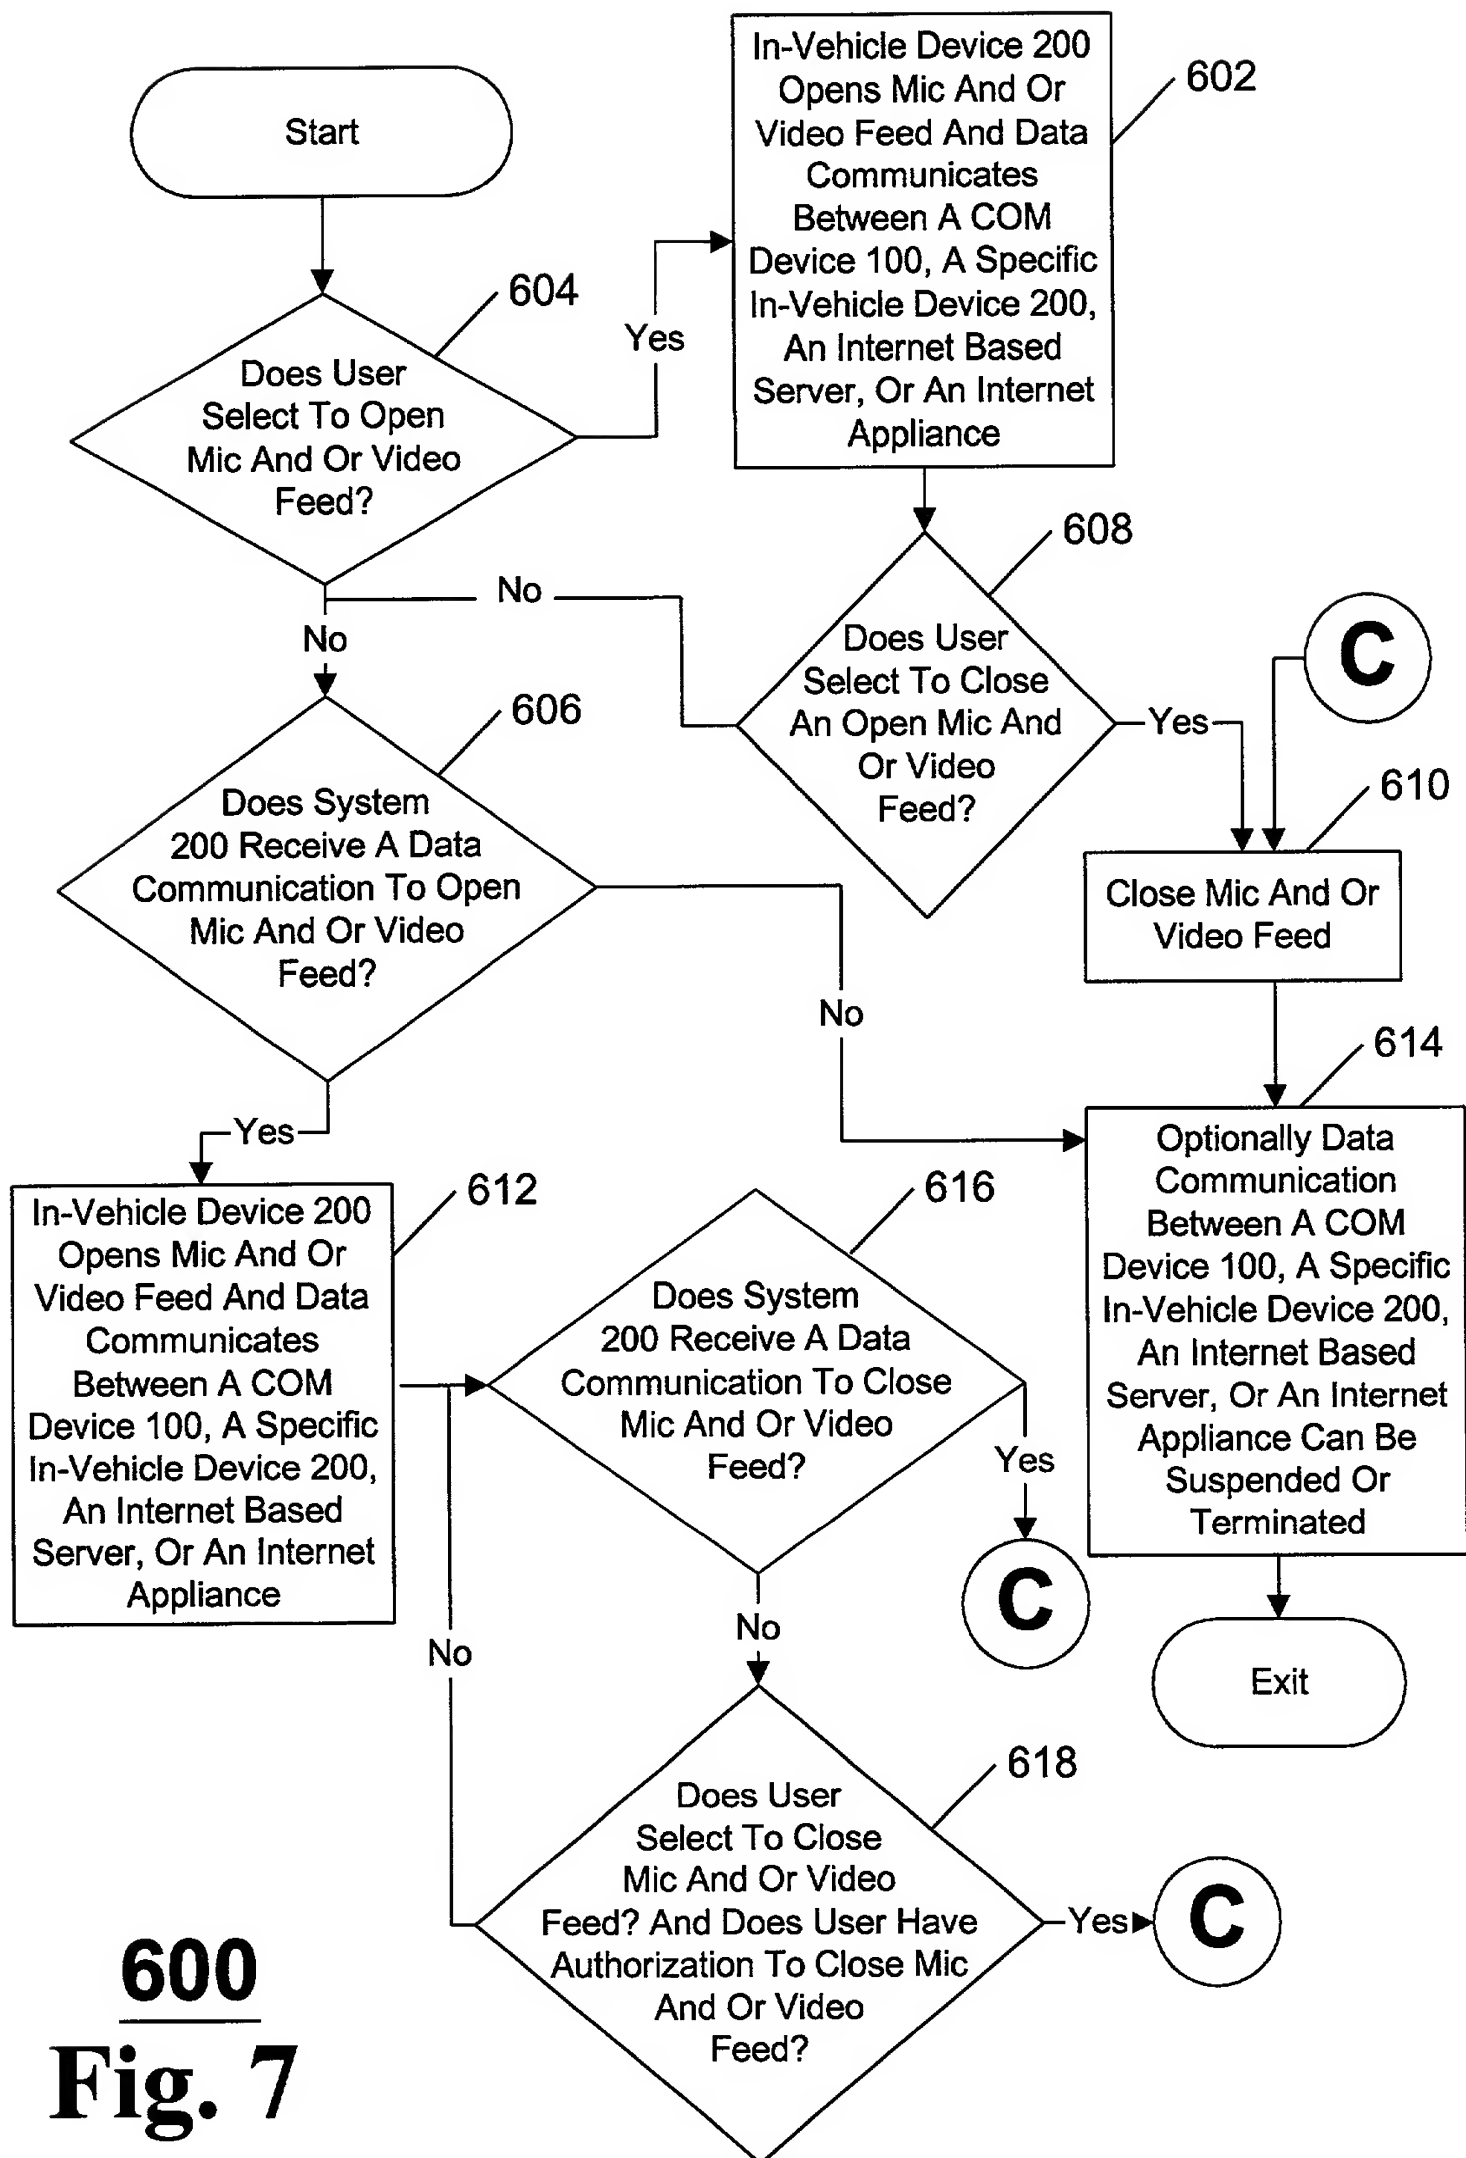 Start
In-Vehicle Device 200
Opens Mic And Or
Video Feed And Data
Communicates
Between A COM
Device 100, A Specific
In-Vehicle Device 200,
An Internet Based
Server, Or An Internet
Appliance
602
604
Does User
Select To Open
Mic And Or Video
Feed?
Yes
No
No
608
Does User
Select To Close
An Open Mic And
Or Video
Feed?
Yes
C
606
Does System
200 Receive A Data
Communication To Open
Mic And Or Video
Feed?
No
Yes
610
Close Mic And Or
Video Feed
614
Optionally Data
Communication
Between A COM
Device 100, A Specific
In-Vehicle Device 200,
An Internet Based
Server, Or An Internet
Appliance Can Be
Suspended Or
Terminated
612
In-Vehicle Device 200
Opens Mic And Or
Video Feed And Data
Communicates
Between A COM
Device 100, A Specific
In-Vehicle Device 200,
An Internet Based
Server, Or An Internet
Appliance
616
Does System
200 Receive A Data
Communication To Close
Mic And Or Video
Feed?
Yes
C
No
No
Exit
618
Does User
Select To Close
Mic And Or Video
Feed? And Does User Have
Authorization To Close Mic
And Or Video
Feed?
Yes
C
600
Fig. 7